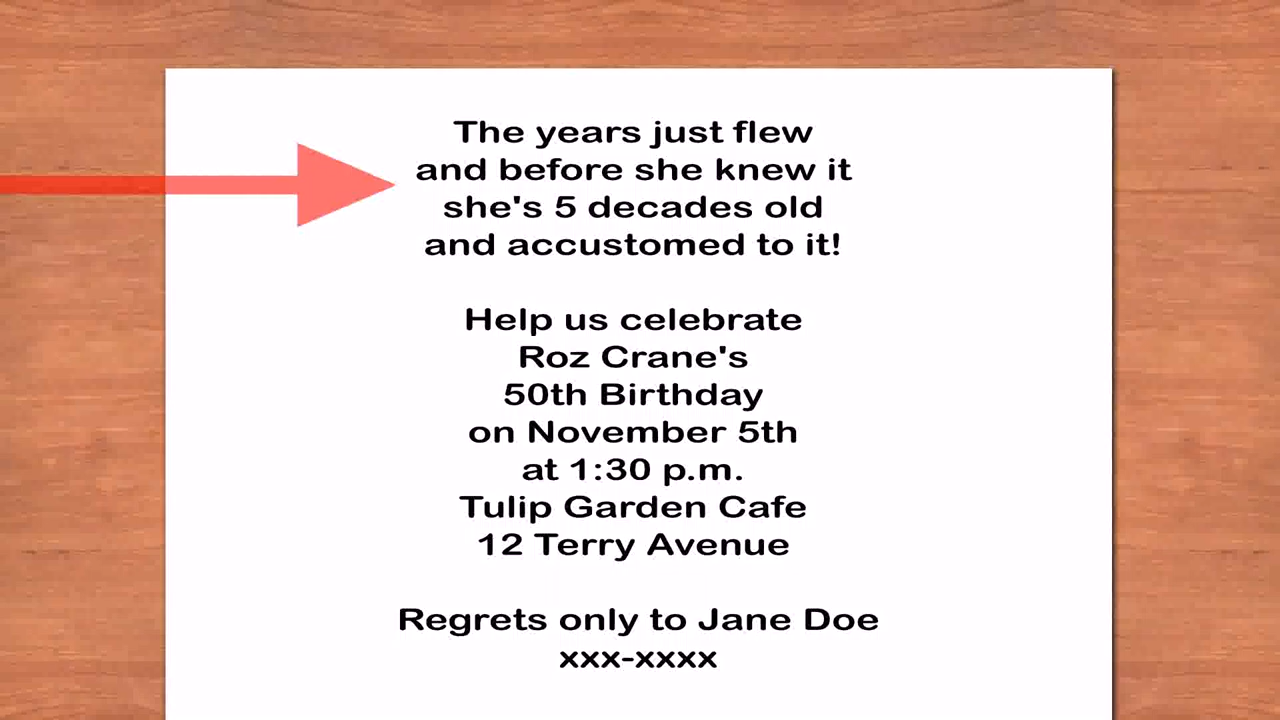 The years just flew
and before she knew it
she's 5 decades old
and accustomed to it!
Help us celebrate
Roz Crane's
50th Birthday
on November 5th
at 1:30 p.m.
Tulip Garden Cafe
12 Terry Avenue
Regrets only to Jane Doe
xxx-xxxx